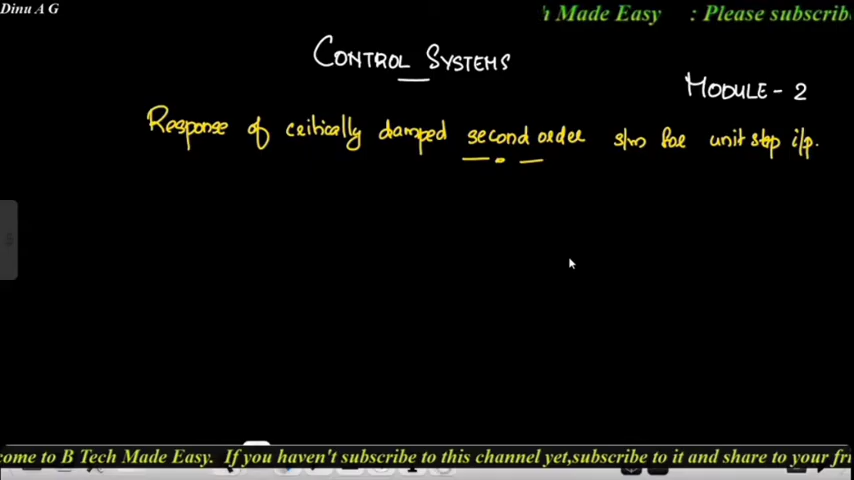 Dinu A G
h Made Easy : Please subscrib
CONTROL SYSTEMS
MODULE - 2
Response of critically damped second order s/m for unit step i/p.
come to B Tech Made Easy. If you haven't subscribe to this channel yet,subscribe to it and share to your fri